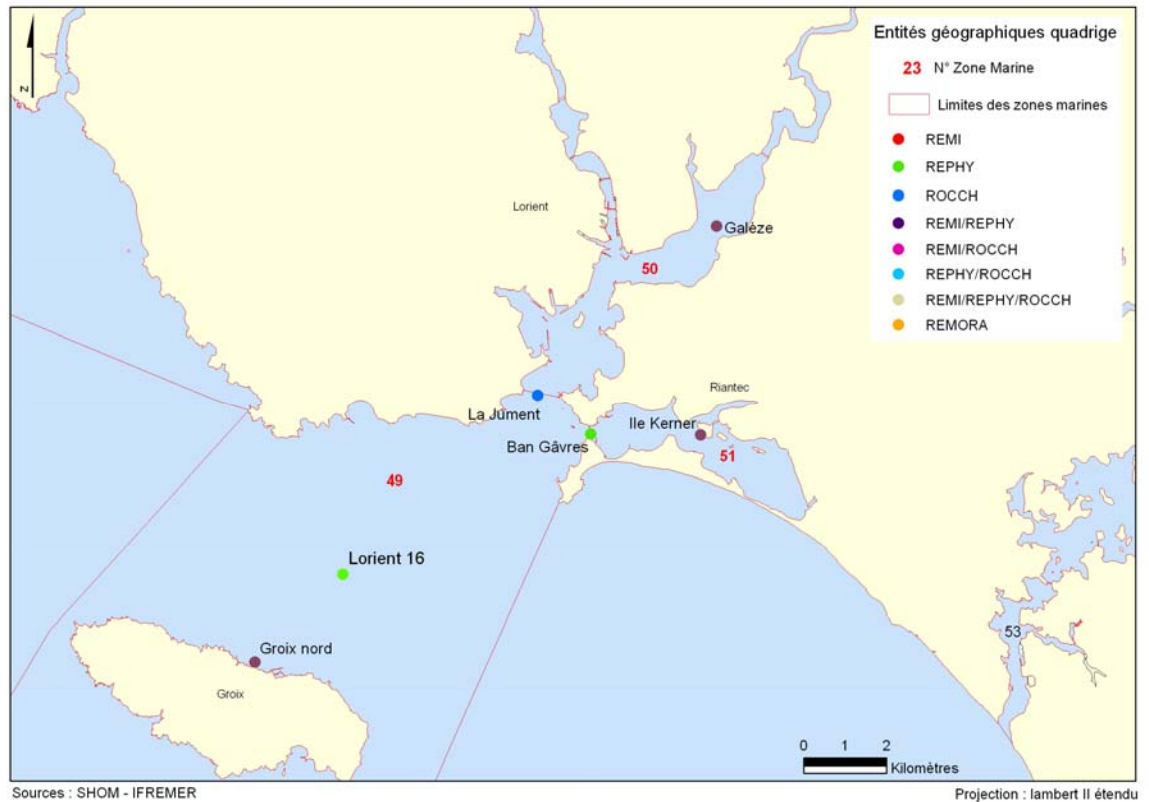 Entités géographiques quadrige
23 N° Zone Marine
Limites des zones marines
REMI
REPHY
ROCCH
REMI/REPHY
REMI/ROCCH
REPHY/ROCCH
REMI/REPHY/ROCCH
REMORA
N
Lorient
Galèze
50
Riantec
La Jument
Ile Kerner
Ban Gâvres
51
49
Lorient 16
53
Groix nord
Groix
0 1 2
Kilomètres
Sources : SHOM - IFREMER
Projection : lambert II étendu